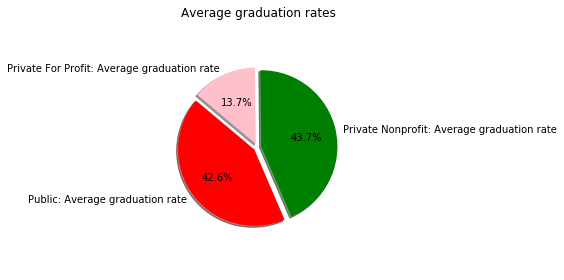 Average graduation rates
Private For Profit: Average graduation rate
13.7%
Private Nonprofit: Average graduation rate
43.7%
42.6%
Public: Average graduation rate